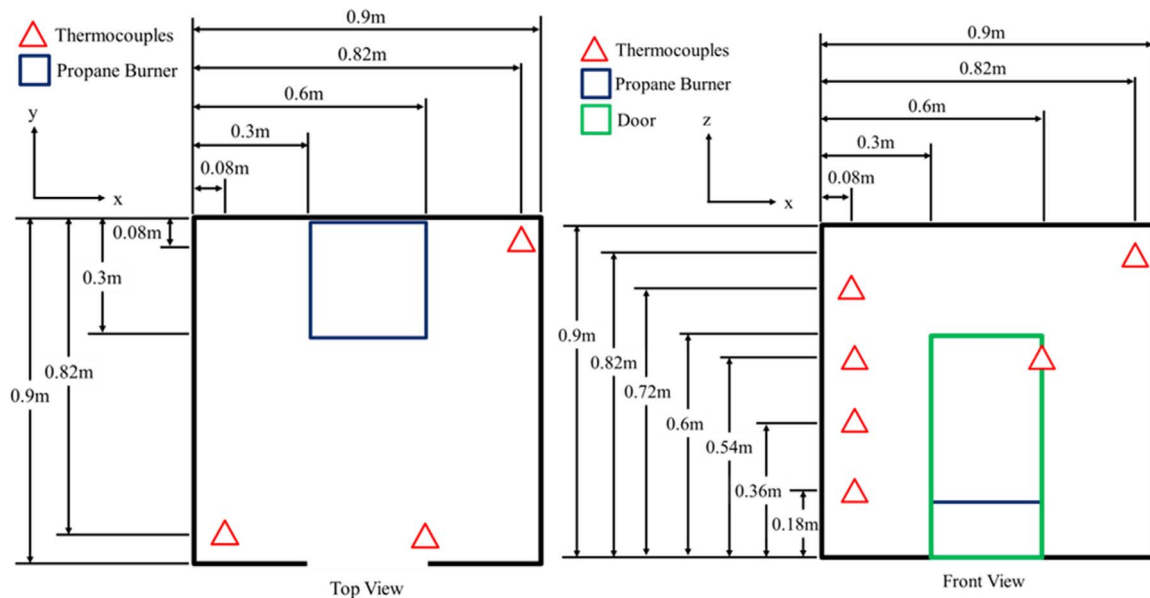 Thermocouples
Propane Burner
0.9m
0.82m
0.6m
0.3m
0.08m
y
x
0.08m
0.3m
0.82m
0.9m
Top View
Thermocouples
Propane Burner
Door
0.9m
0.82m
0.6m
0.3m
0.08m
z
x
0.9m
0.82m
0.72m
0.6m
0.54m
0.36m
0.18m
Front View